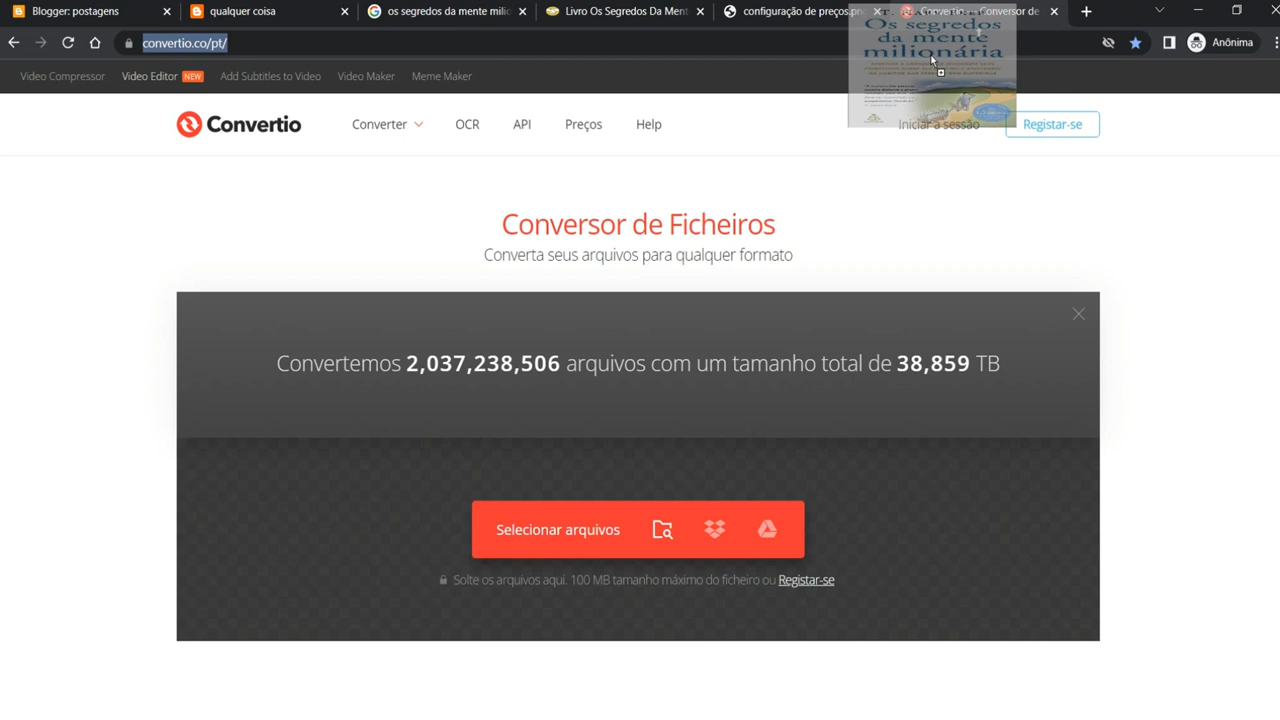 Blogger: postagens
qualquer coisa
os segredos da mente milio
Livro Os Segredos Da Ment
configuração de preços.pn
Convertio — Conversor de
convertio.co/pt/
Anônima
Os segredos
da mente
milionária
Video Compressor
Video Editor NEW
Add Subtitles to Video
Video Maker
Meme Maker
Convertio
Converter
OCR
API
Preços
Help
Iniciar a sessão
Registar-se
Conversor de Ficheiros
Converta seus arquivos para qualquer formato
Convertemos 2,037,238,506 arquivos com um tamanho total de 38,859 TB
Selecionar arquivos
Solte os arquivos aqui. 100 MB tamanho máximo do ficheiro ou Registar-se